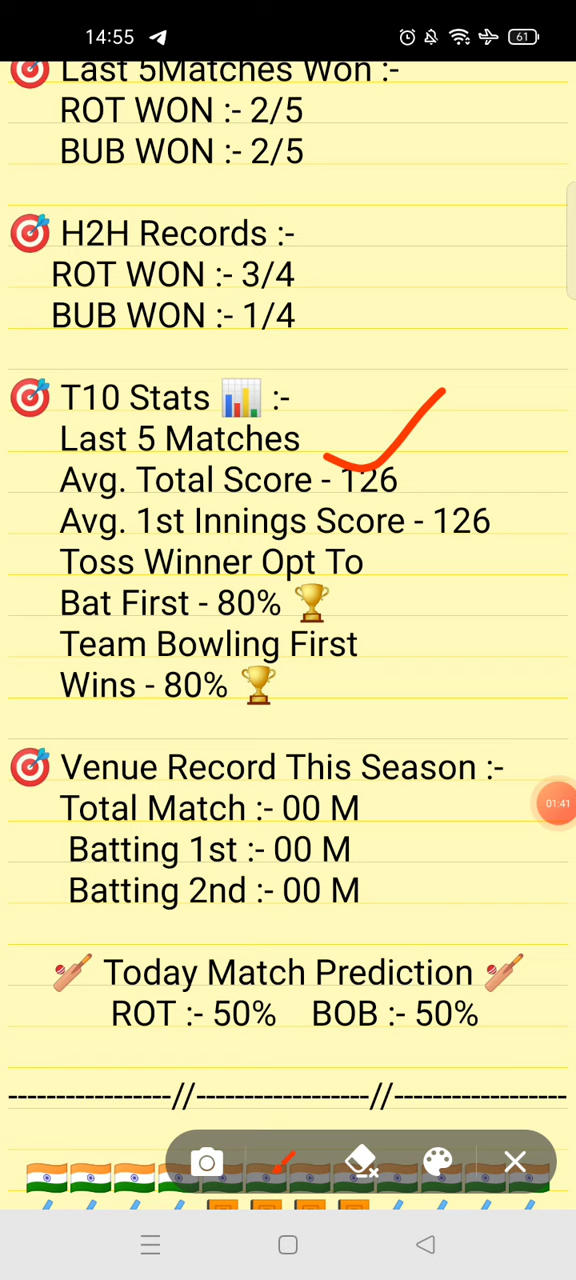 14:55
61
Last 5Matches Won :-
ROT WON :- 2/5
BUB WON :- 2/5
🎯 H2H Records :-
ROT WON :- 3/4
BUB WON :- 1/4
🎯 T10 Stats 📊 :-
Last 5 Matches
Avg. Total Score - 126
Avg. 1st Innings Score - 126
Toss Winner Opt To
Bat First - 80% 🏆
Team Bowling First
Wins - 80% 🏆
🎯 Venue Record This Season :-
Total Match :- 00 M
Batting 1st :- 00 M
Batting 2nd :- 00 M
01:41
🏏 Today Match Prediction 🏏
ROT :- 50% BOB :- 50%
-----------------//------------------//------------------